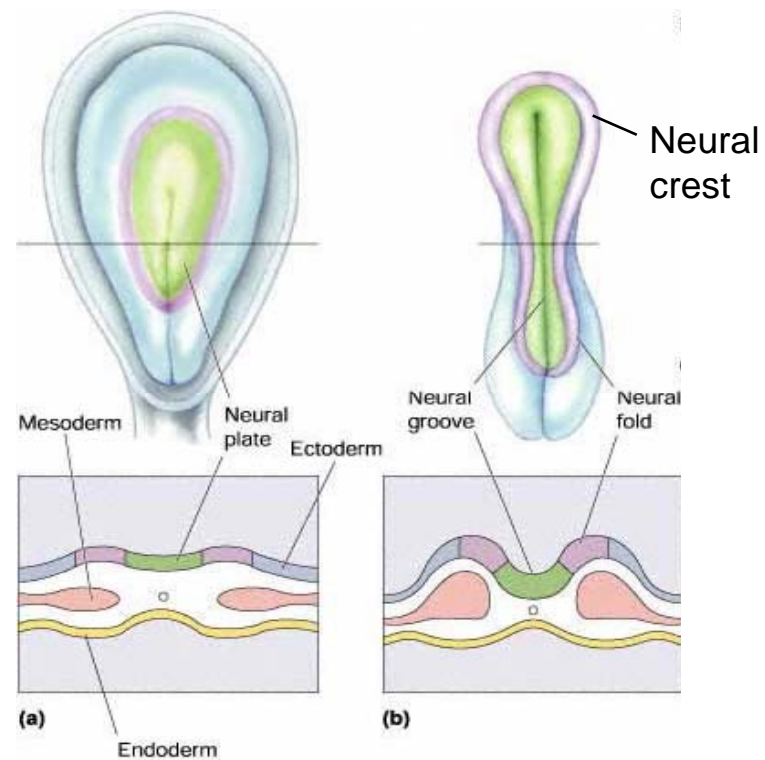 Neural
crest
Mesoderm
Neural
plate
Ectoderm
Neural
groove
Neural
fold
(a)
(b)
Endoderm